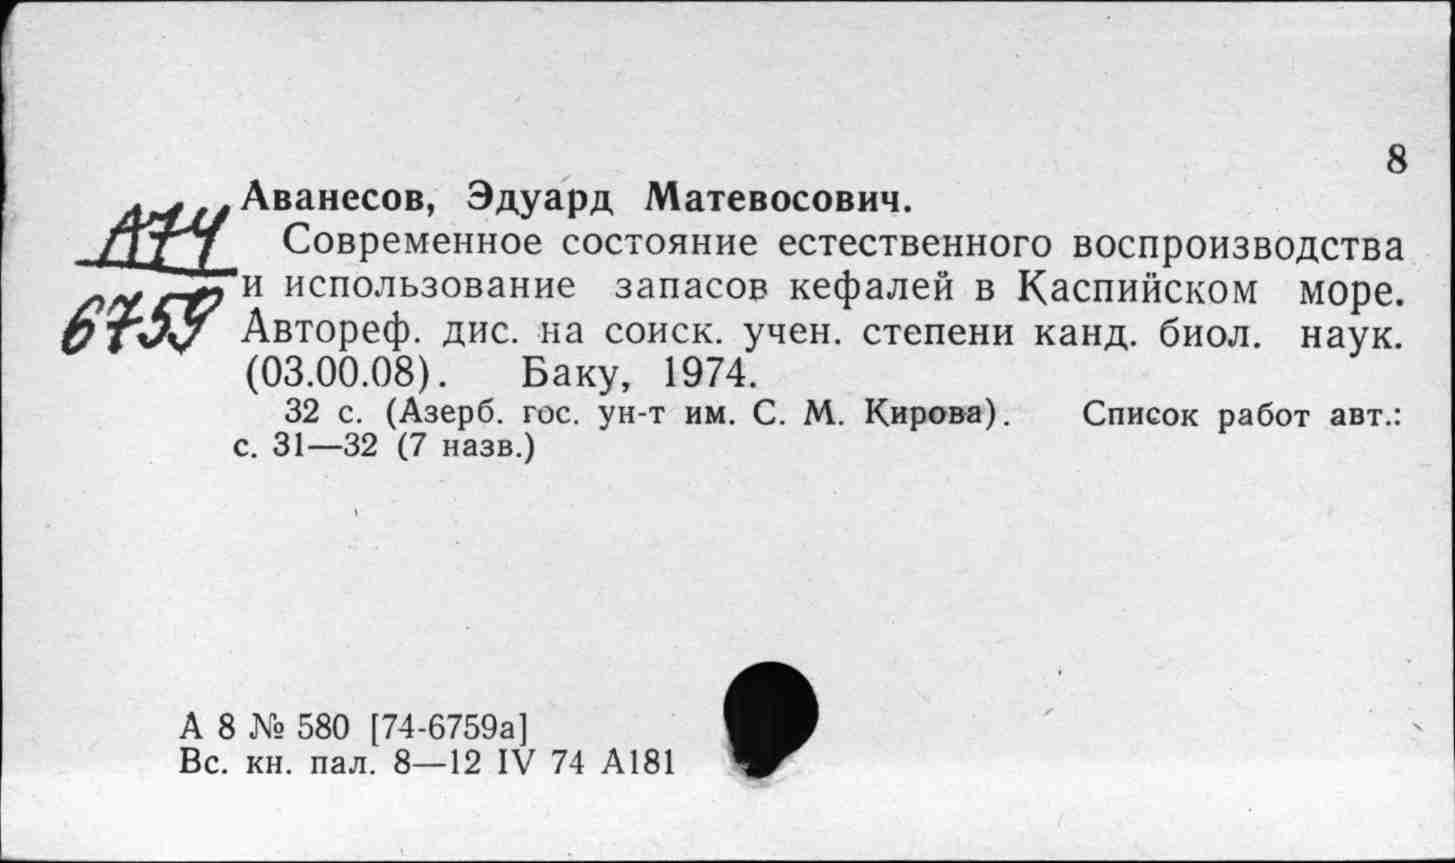 8
Аванесов, Эдуард Матевосович.
А74
6759
Современное состояние естественного воспроизводства
и использование запасов кефалей в Каспийском море.
Автореф. дис. на соиск. учен. степени канд. биол. наук.
(03.00.08). Баку, 1974.
32 с. (Азерб. гос. ун-т им. С. М. Кирова). Список работ авт.:
с. 31—32 (7 назв.)
А 8 № 580 [74-6759а]
Вс. кн. пал. 8—12 IV 74 А181